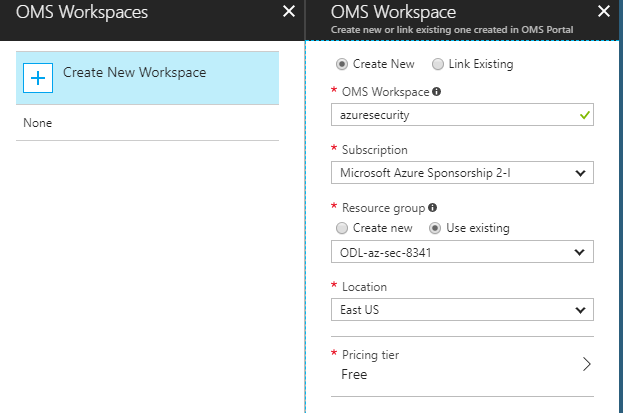 OMS Workspaces
Create New Workspace
None
OMS Workspace
Create new or link existing one created in OMS Portal
Create New Link Existing
* OMS Workspace
azuresecurity
* Subscription
Microsoft Azure Sponsorship 2-I
* Resource group
Create new Use existing
ODL-az-sec-8341
* Location
East US
* Pricing tier
Free